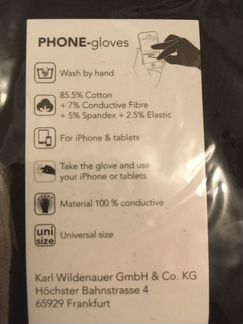 PHONE-gloves
Wash by hand
85.5% Cotton
+ 7% Conductive Fibre
+ 5% Spandex + 2.5% Elastic
For iPhone & tablets
Take the glove and use
your iPhone or tablets
Material 100 % conductive
uni
size
Universal size
Karl Wildenauer GmbH & Co. KG
Höchster Bahnstrasse 4
65929 Frankfurt